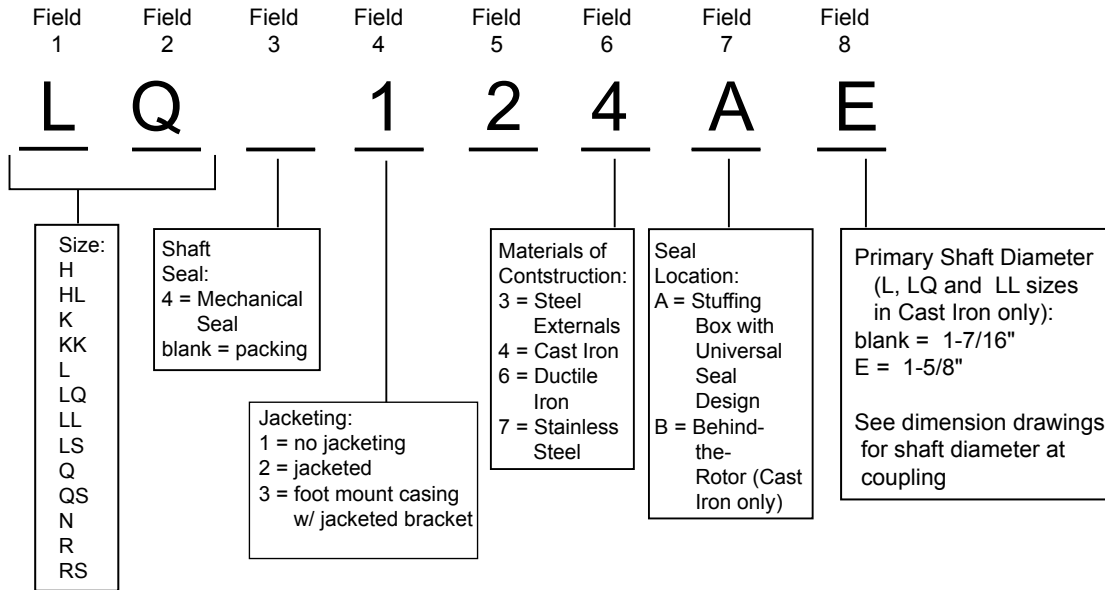 Field 1
Field 2
Field 3
Field 4
Field 5
Field 6
Field 7
Field 8
L Q 1 2 4 A E
Size:
H
HL
K
KK
L
LQ
LL
LS
Q
QS
N
R
RS
Shaft
Seal:
4 = Mechanical
Seal
blank = packing
Jacketing:
1 = no jacketing
2 = jacketed
3 = foot mount casing
w/ jacketed bracket
Materials of
Contstruction:
3 = Steel
Externals
4 = Cast Iron
6 = Ductile
Iron
7 = Stainless
Steel
Seal
Location:
A = Stuffing
Box with
Universal
Seal
Design
B = Behind-
the-
Rotor (Cast
Iron only)
Primary Shaft Diameter
(L, LQ and LL sizes
in Cast Iron only):
blank = 1-7/16"
E = 1-5/8"
See dimension drawings
for shaft diameter at
coupling